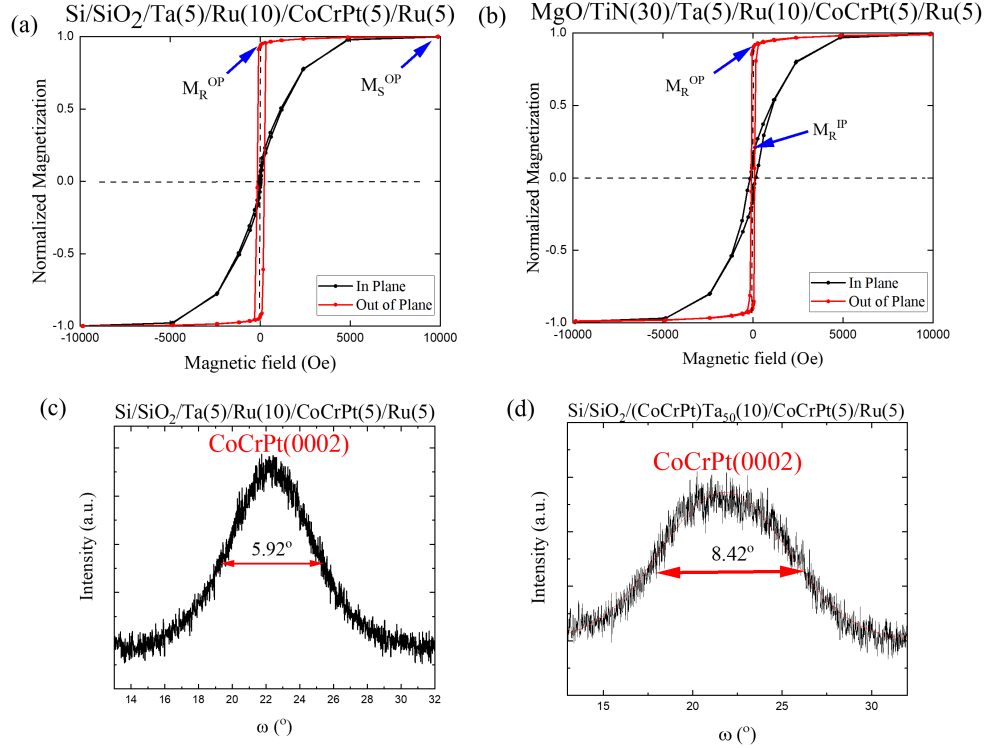 (a)
Si/SiO₂/Ta(5)/Ru(10)/CoCrPt(5)/Ru(5)
1.0
0.5
0.0
-0.5
-1.0
Normalized Magnetization
M_R^OP
M_S^OP
In Plane
Out of Plane
-10000 -5000 0 5000 10000
Magnetic field (Oe)
(b)
MgO/TiN(30)/Ta(5)/Ru(10)/CoCrPt(5)/Ru(5)
1.0
0.5
0.0
-0.5
-1.0
Normalized Magnetization
M_R^OP
M_R^IP
In Plane
Out of Plane
-10000 -5000 0 5000 10000
Magnetic field (Oe)
(c)
Si/SiO₂/Ta(5)/Ru(10)/CoCrPt(5)/Ru(5)
CoCrPt(0002)
5.92º
Intensity (a.u.)
14 16 18 20 22 24 26 28 30 32
ω (º)
(d)
Si/SiO₂/(CoCrPt)Ta₅₀(10)/CoCrPt(5)/Ru(5)
CoCrPt(0002)
8.42º
Intensity (a.u.)
15 20 25 30
ω (º)